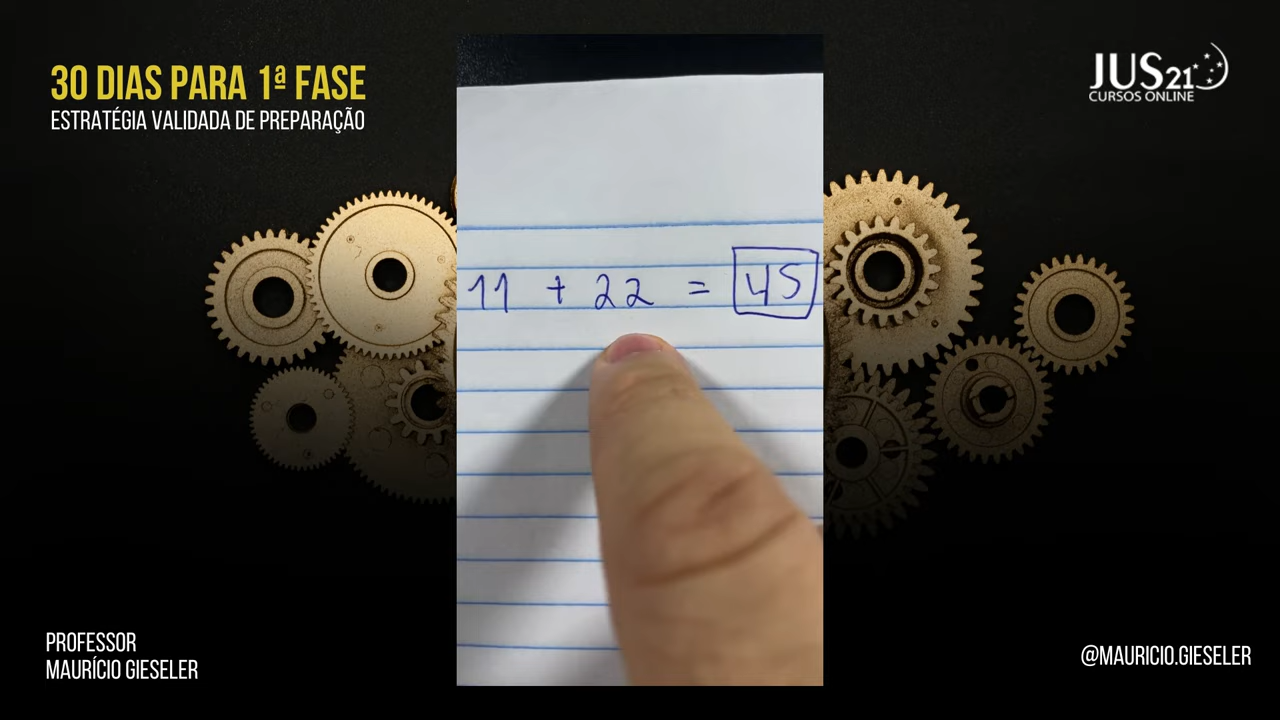 30 DIAS PARA 1ª FASE
ESTRATÉGIA VALIDADA DE PREPARAÇÃO
JUS21
CURSOS ONLINE
11 + 22 = 45
PROFESSOR
MAURÍCIO GIESELER
@MAURICIO.GIESELER